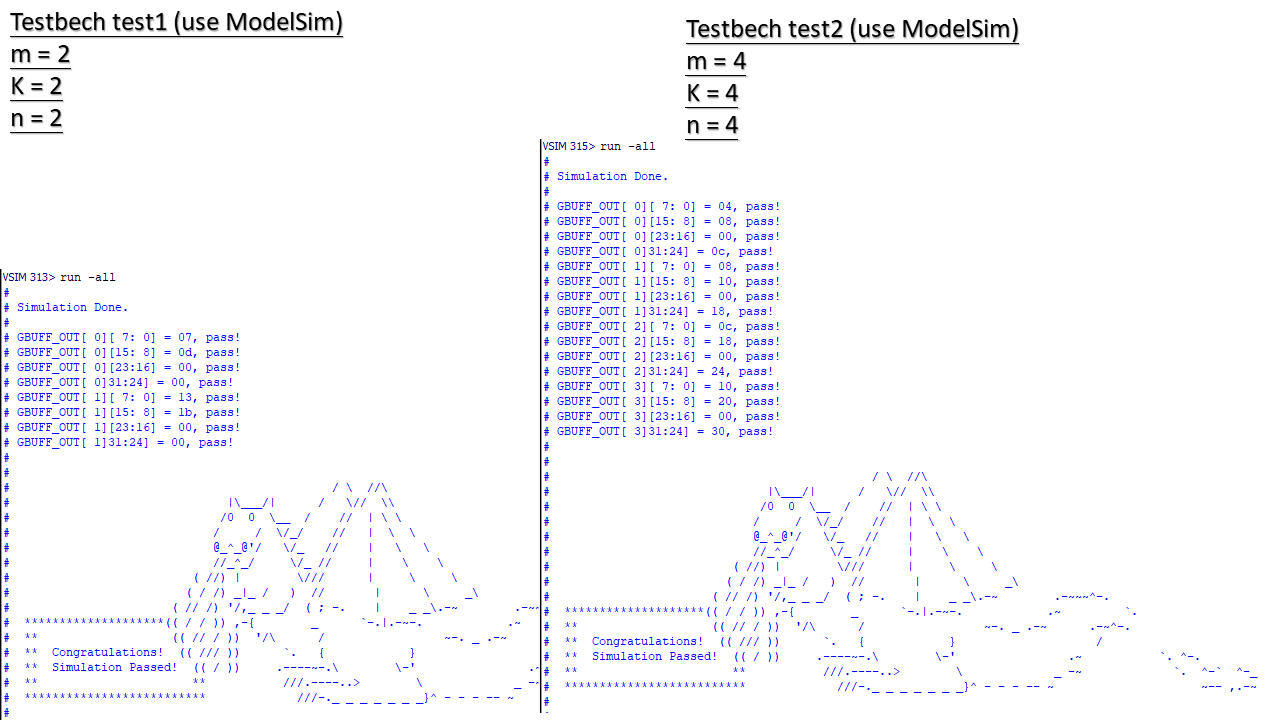 Testbech test1 (use ModelSim)
m = 2
K = 2
n = 2
VSIM 313> run -all
#
# Simulation Done.
#
# GBUFF_OUT[ 0][ 7: 0] = 07, pass!
# GBUFF_OUT[ 0][15: 8] = 0d, pass!
# GBUFF_OUT[ 0][23:16] = 00, pass!
# GBUFF_OUT[ 0]31:24] = 00, pass!
# GBUFF_OUT[ 1][ 7: 0] = 13, pass!
# GBUFF_OUT[ 1][15: 8] = 1b, pass!
# GBUFF_OUT[ 1][23:16] = 00, pass!
# GBUFF_OUT[ 1]31:24] = 00, pass!
** Congratulations!
** Simulation Passed!
Testbech test2 (use ModelSim)
m = 4
K = 4
n = 4
VSIM 315> run -all
#
# Simulation Done.
#
# GBUFF_OUT[ 0][ 7: 0] = 04, pass!
# GBUFF_OUT[ 0][15: 8] = 08, pass!
# GBUFF_OUT[ 0][23:16] = 00, pass!
# GBUFF_OUT[ 0]31:24] = 0c, pass!
# GBUFF_OUT[ 1][ 7: 0] = 08, pass!
# GBUFF_OUT[ 1][15: 8] = 10, pass!
# GBUFF_OUT[ 1][23:16] = 00, pass!
# GBUFF_OUT[ 1]31:24] = 18, pass!
# GBUFF_OUT[ 2][ 7: 0] = 0c, pass!
# GBUFF_OUT[ 2][15: 8] = 18, pass!
# GBUFF_OUT[ 2][23:16] = 00, pass!
# GBUFF_OUT[ 2]31:24] = 24, pass!
# GBUFF_OUT[ 3][ 7: 0] = 10, pass!
# GBUFF_OUT[ 3][15: 8] = 20, pass!
# GBUFF_OUT[ 3][23:16] = 00, pass!
# GBUFF_OUT[ 3]31:24] = 30, pass!
** Congratulations!
** Simulation Passed!